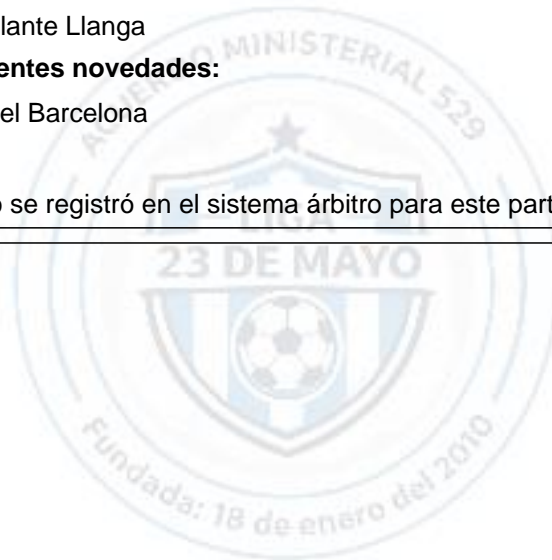 lante Llanga
entes novedades:
el Barcelona
o se registró en el sistema árbitro para este part
ACUERDO MINISTERIAL 529
LIGA
23 DE MAYO
Fundada: 18 de enero del 2010